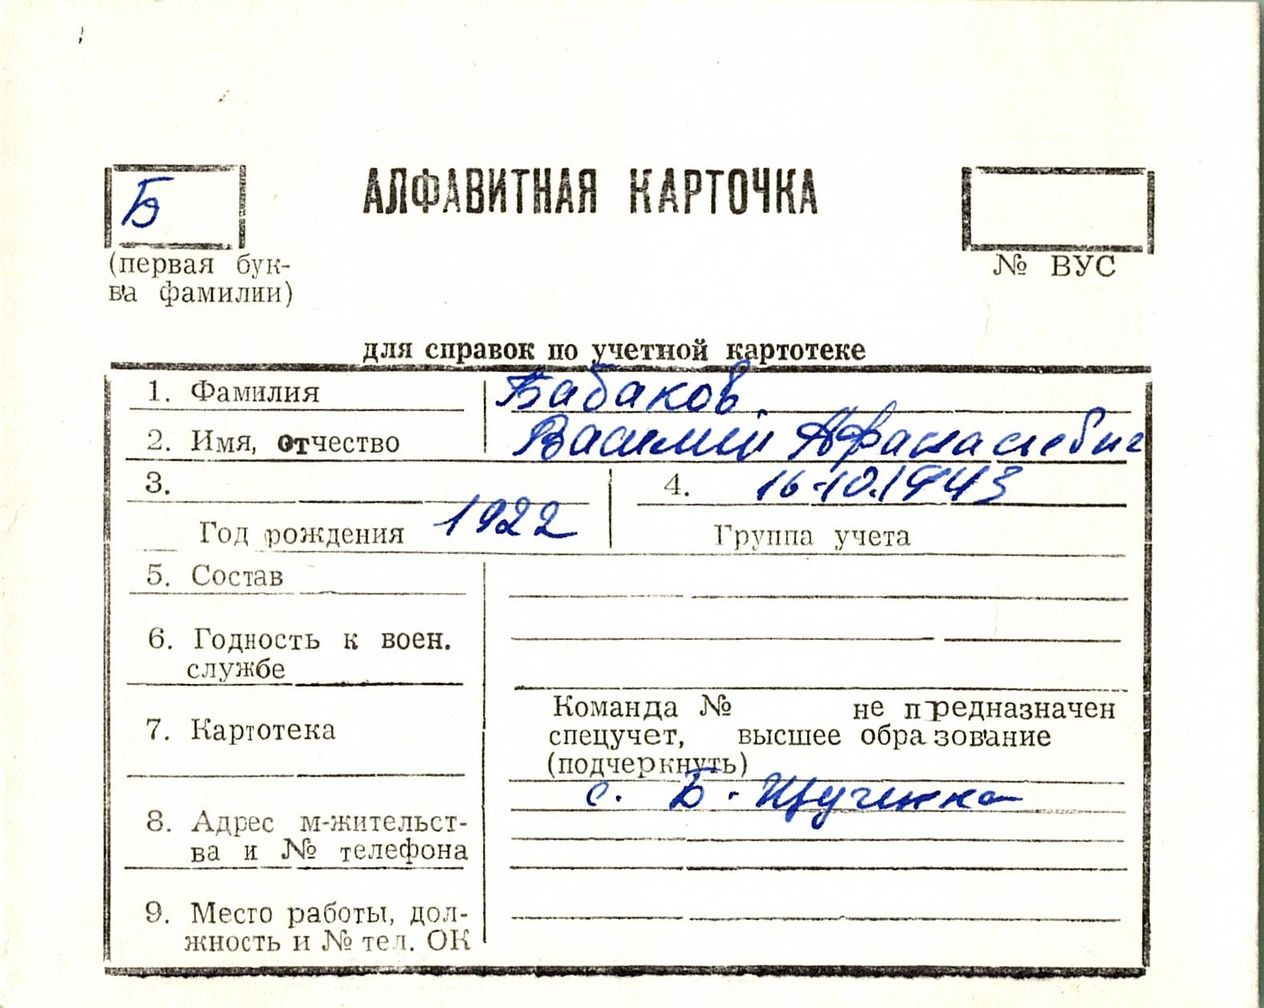 Б
АЛФАВИТНАЯ КАРТОЧКА
(первая бук-
ва фамилии)
№ ВУС
для справок по учетной картотеке
1. Фамилия Бабаков.
2. Имя, отчество Василий Афанасьевич
3. 4. 16-10.1943
Год рождения 1922 Группа учета
5. Состав
6. Годность к воен.
службе
7. Картотека
Команда № не предназначен
спецучет, высшее образование
(подчеркнуть)
с. Б. Щученка
8. Адрес м-жительст-
ва и № телефона
9. Место работы, дол-
жность и № тел. ОК